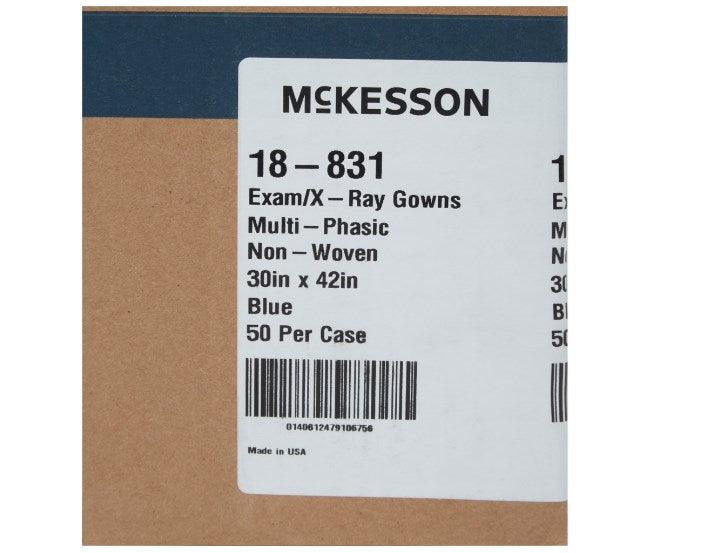 McKESSON
18-831
Exam/X-Ray Gowns
Multi-Phasic
Non-Woven
30in x 42in
Blue
50 Per Case
0140612479106756
Made in USA